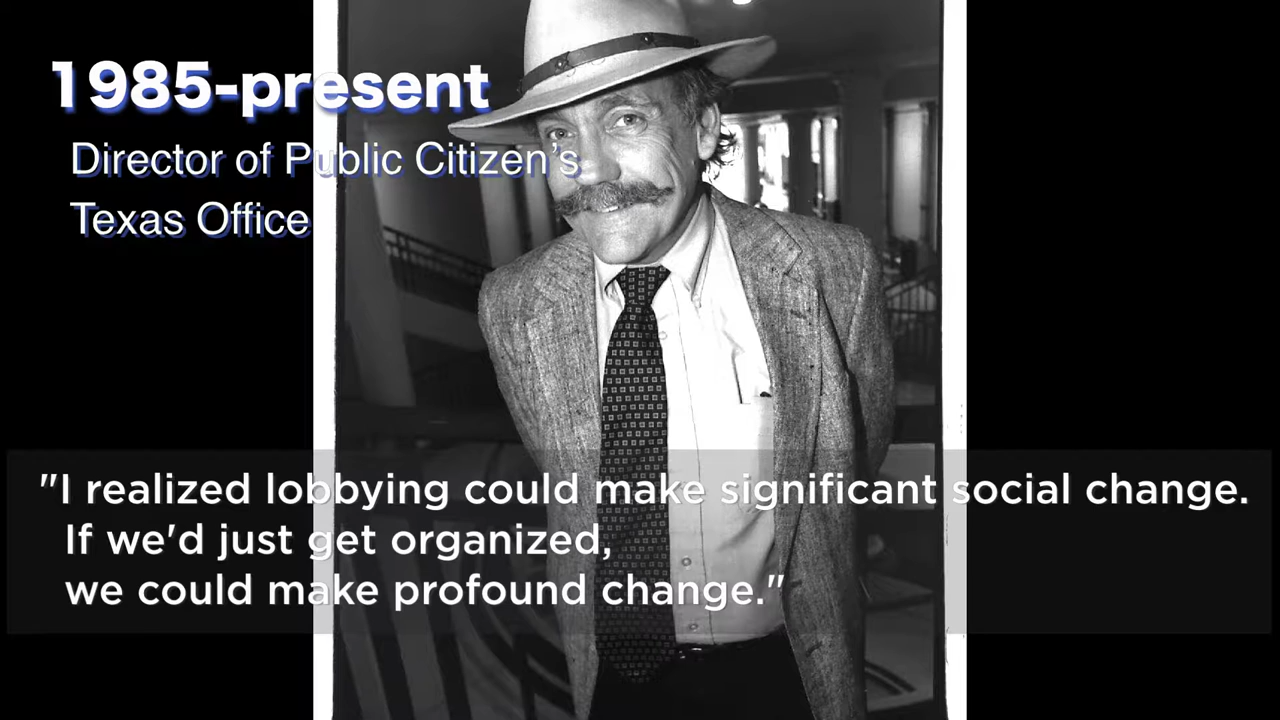 1985-present
Director of Public Citizen's
Texas Office
"I realized lobbying could make significant social change.
If we'd just get organized,
we could make profound change."